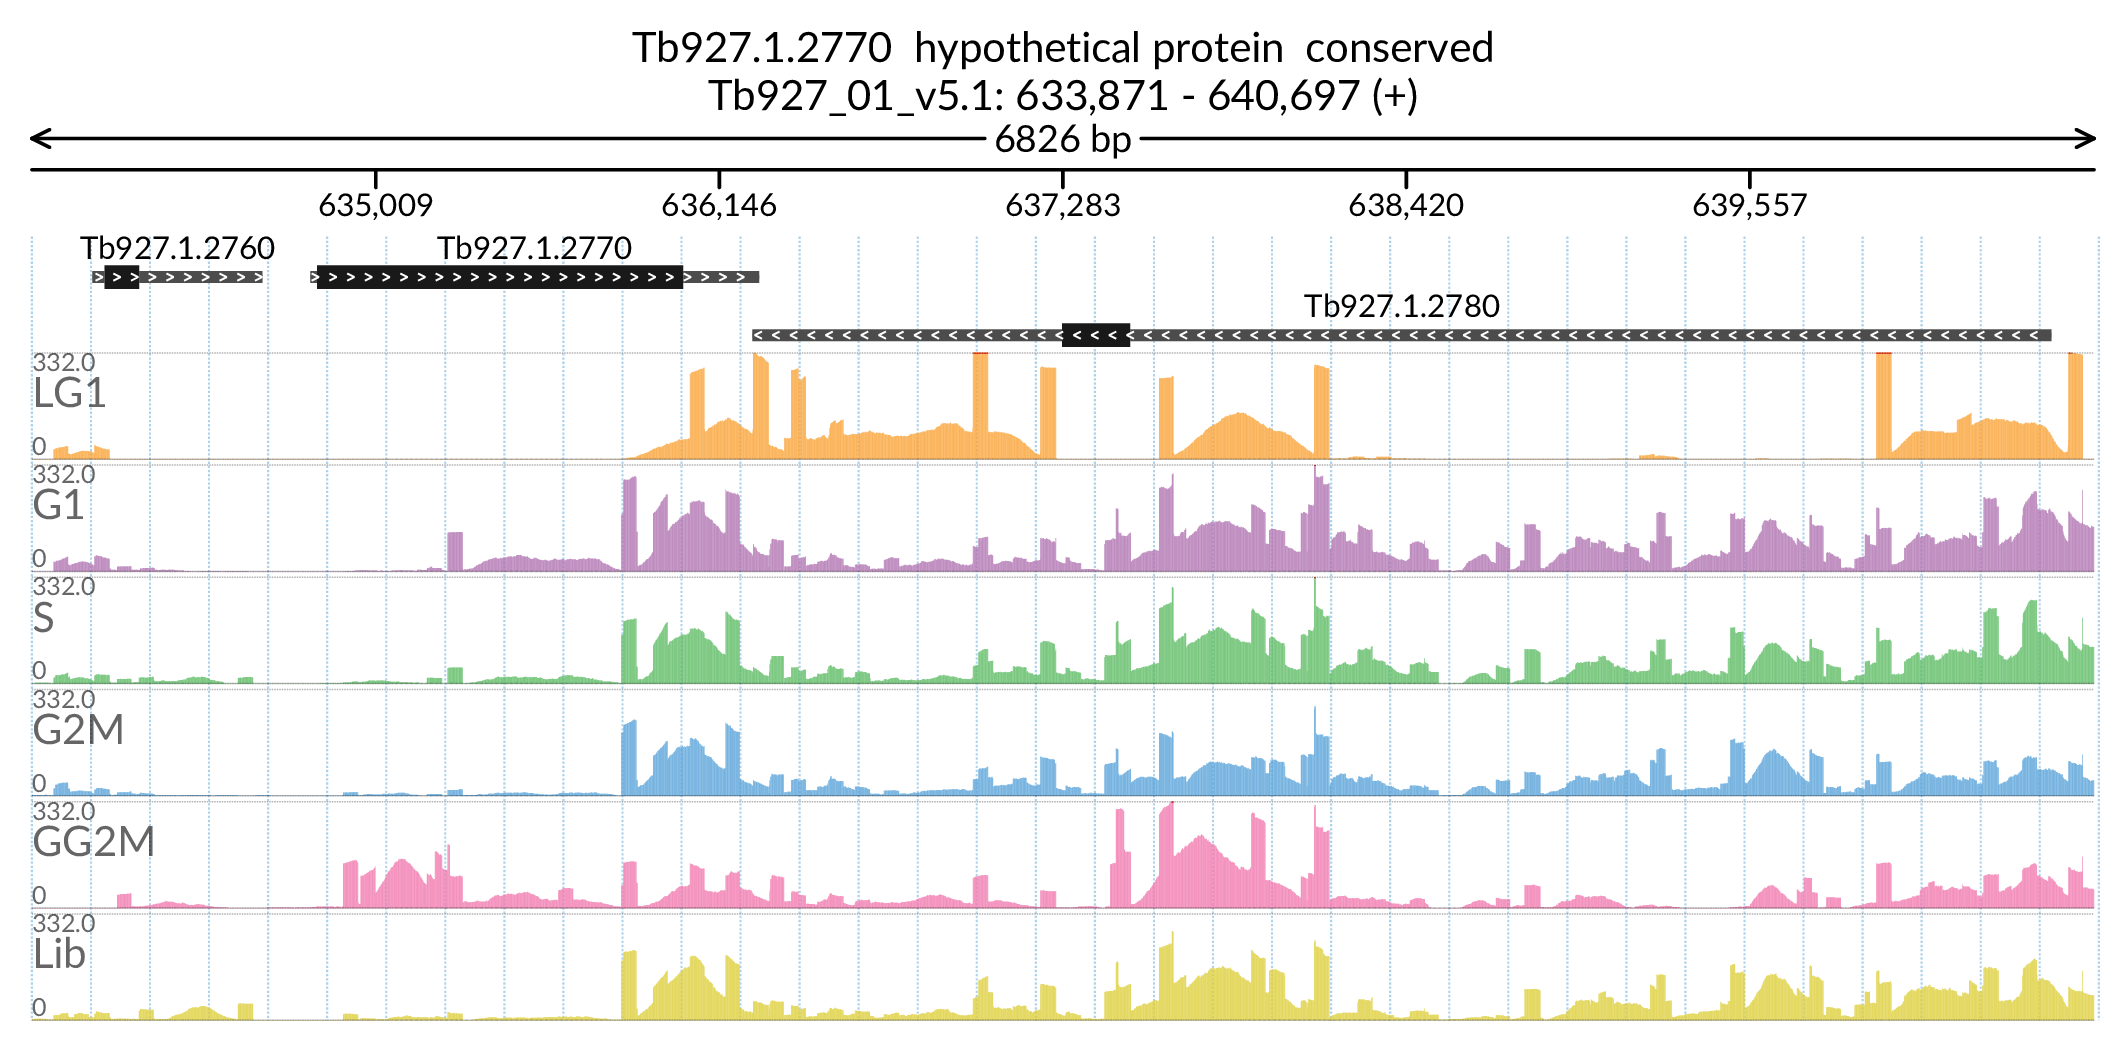 Tb927.1.2770 hypothetical protein conserved
Tb927_01_v5.1: 633,871 - 640,697 (+)
6826 bp
635,009 636,146 637,283 638,420 639,557
Tb927.1.2760 Tb927.1.2770
Tb927.1.2780
332.0
LG1
0
332.0
G1
0
332.0
S
0
332.0
G2M
0
332.0
GG2M
0
332.0
Lib
0